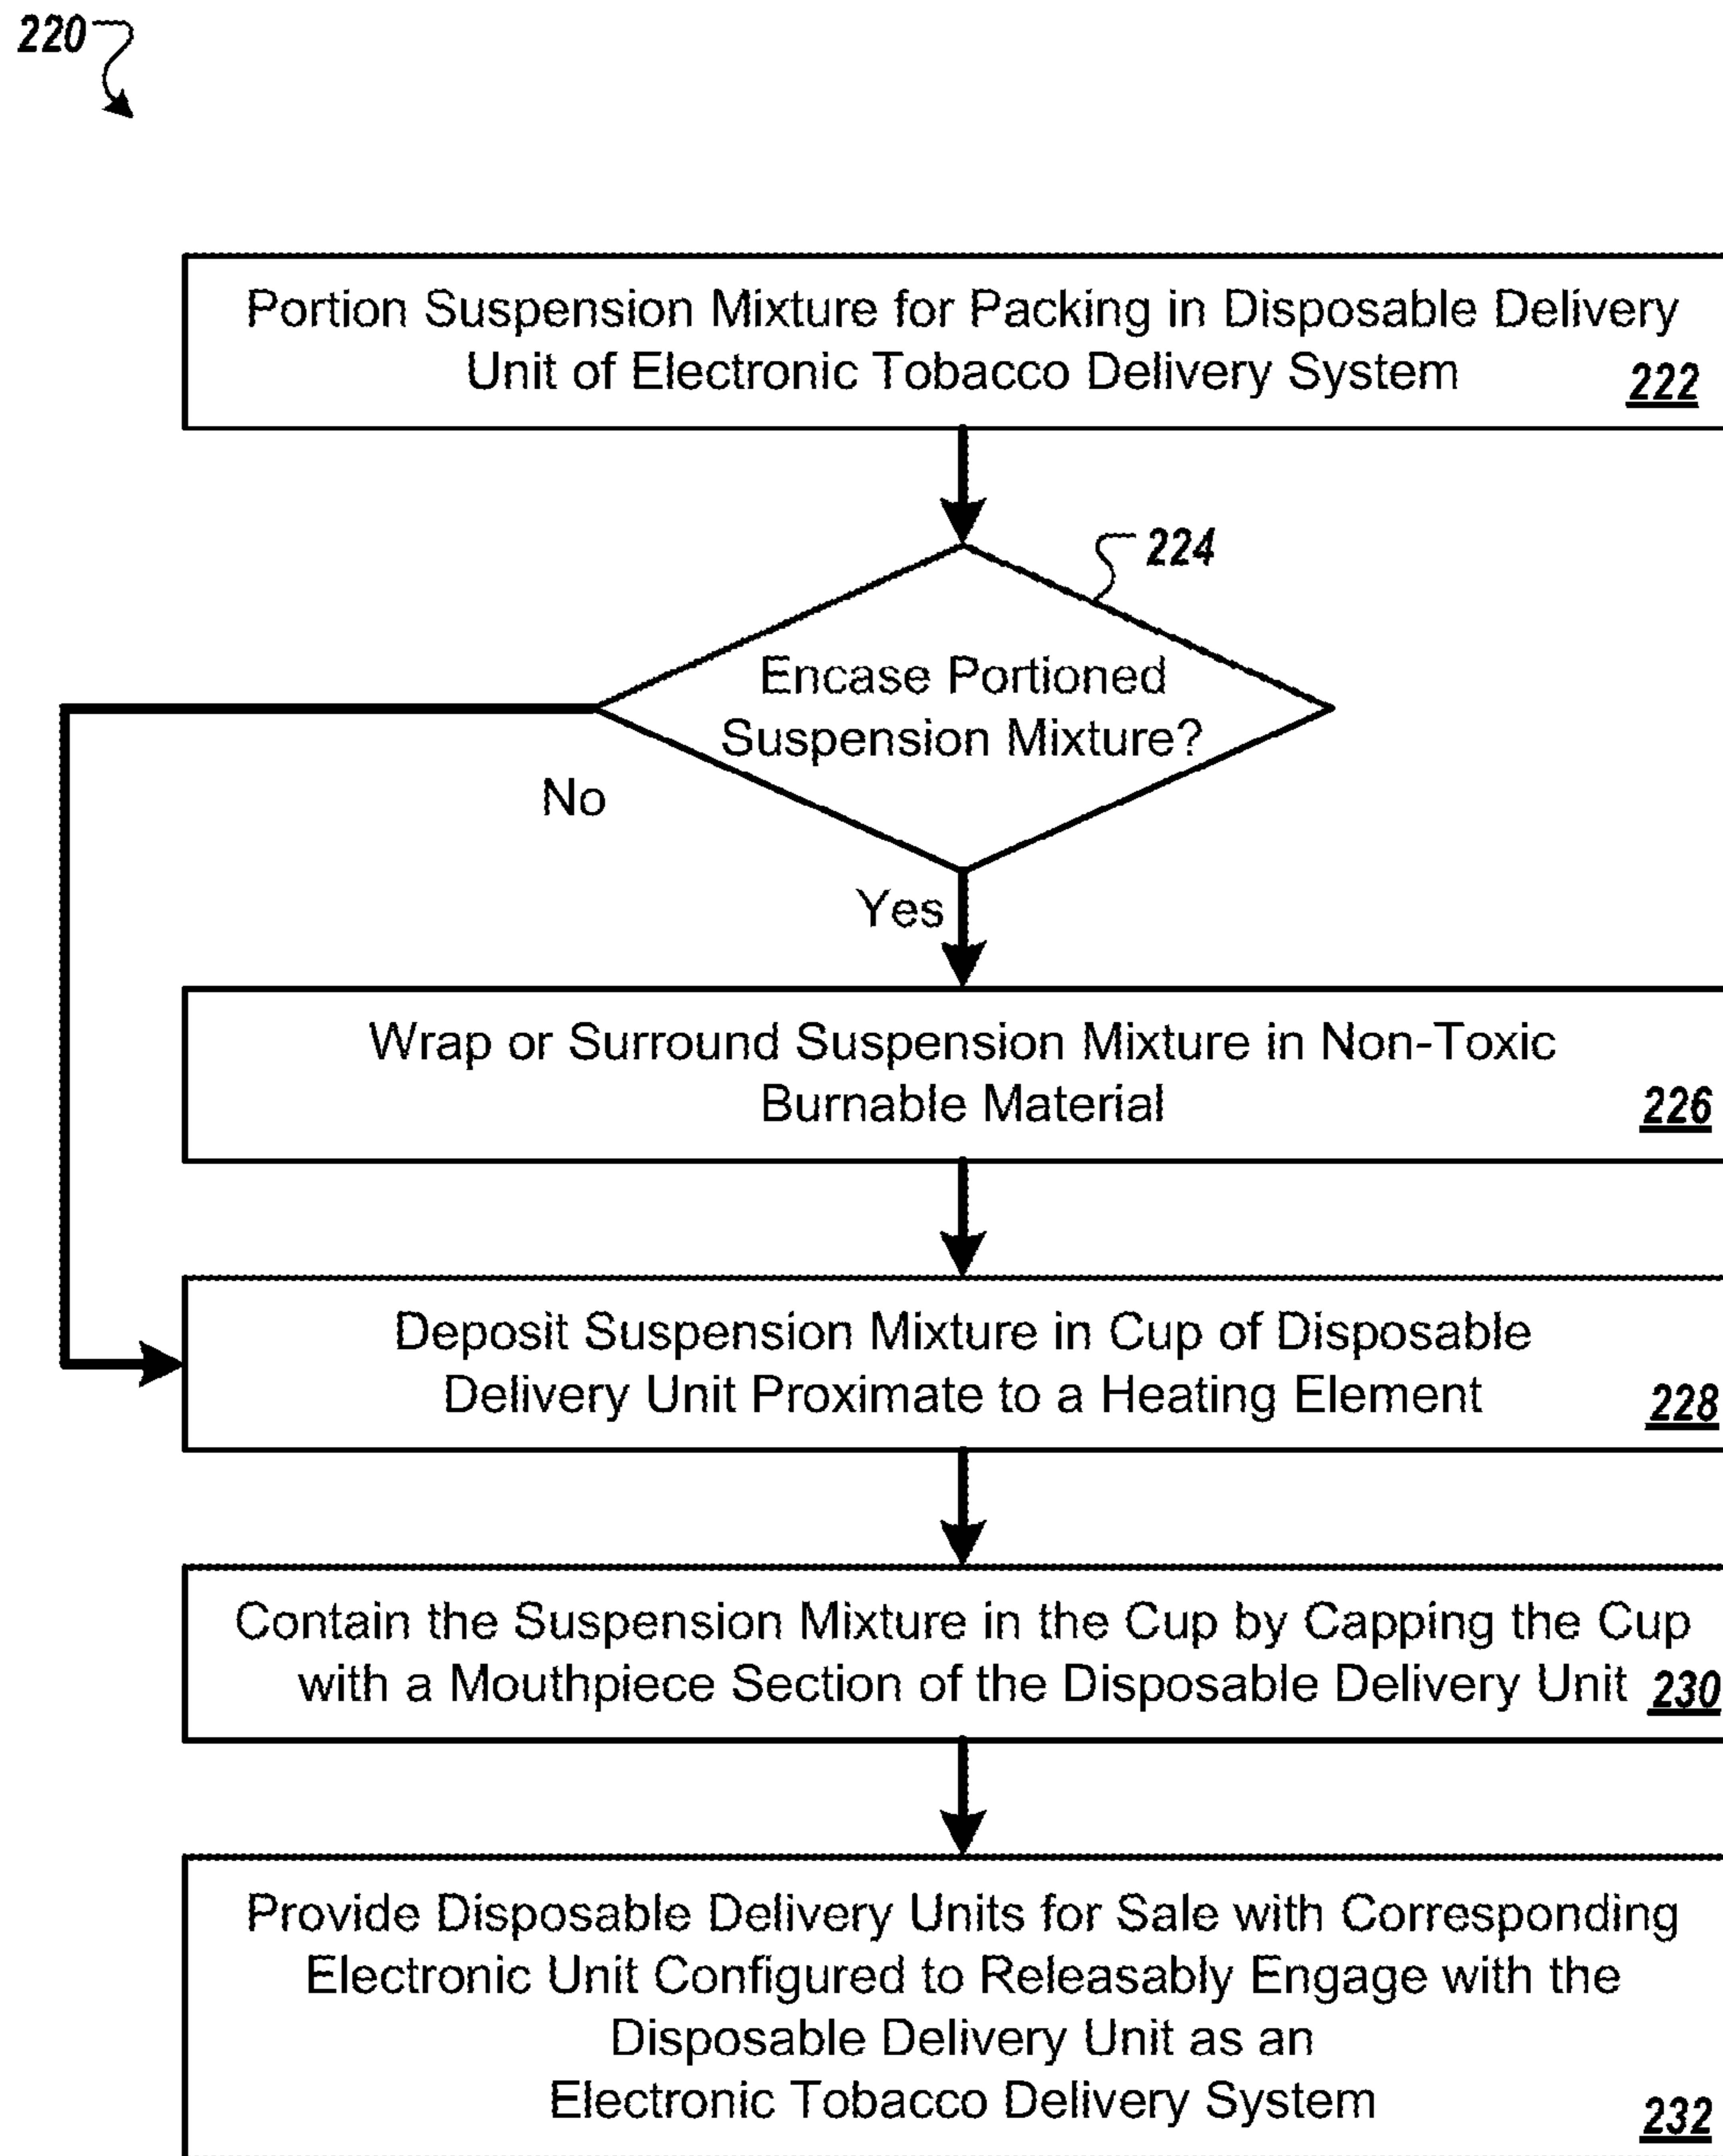 220
Portion Suspension Mixture for Packing in Disposable Delivery
Unit of Electronic Tobacco Delivery System
222
224
Encase Portioned
Suspension Mixture?
No
Yes
Wrap or Surround Suspension Mixture in Non-Toxic
Burnable Material
226
Deposit Suspension Mixture in Cup of Disposable
Delivery Unit Proximate to a Heating Element
228
Contain the Suspension Mixture in the Cup by Capping the Cup
with a Mouthpiece Section of the Disposable Delivery Unit 230
Provide Disposable Delivery Units for Sale with Corresponding
Electronic Unit Configured to Releasably Engage with the
Disposable Delivery Unit as an
Electronic Tobacco Delivery System
232